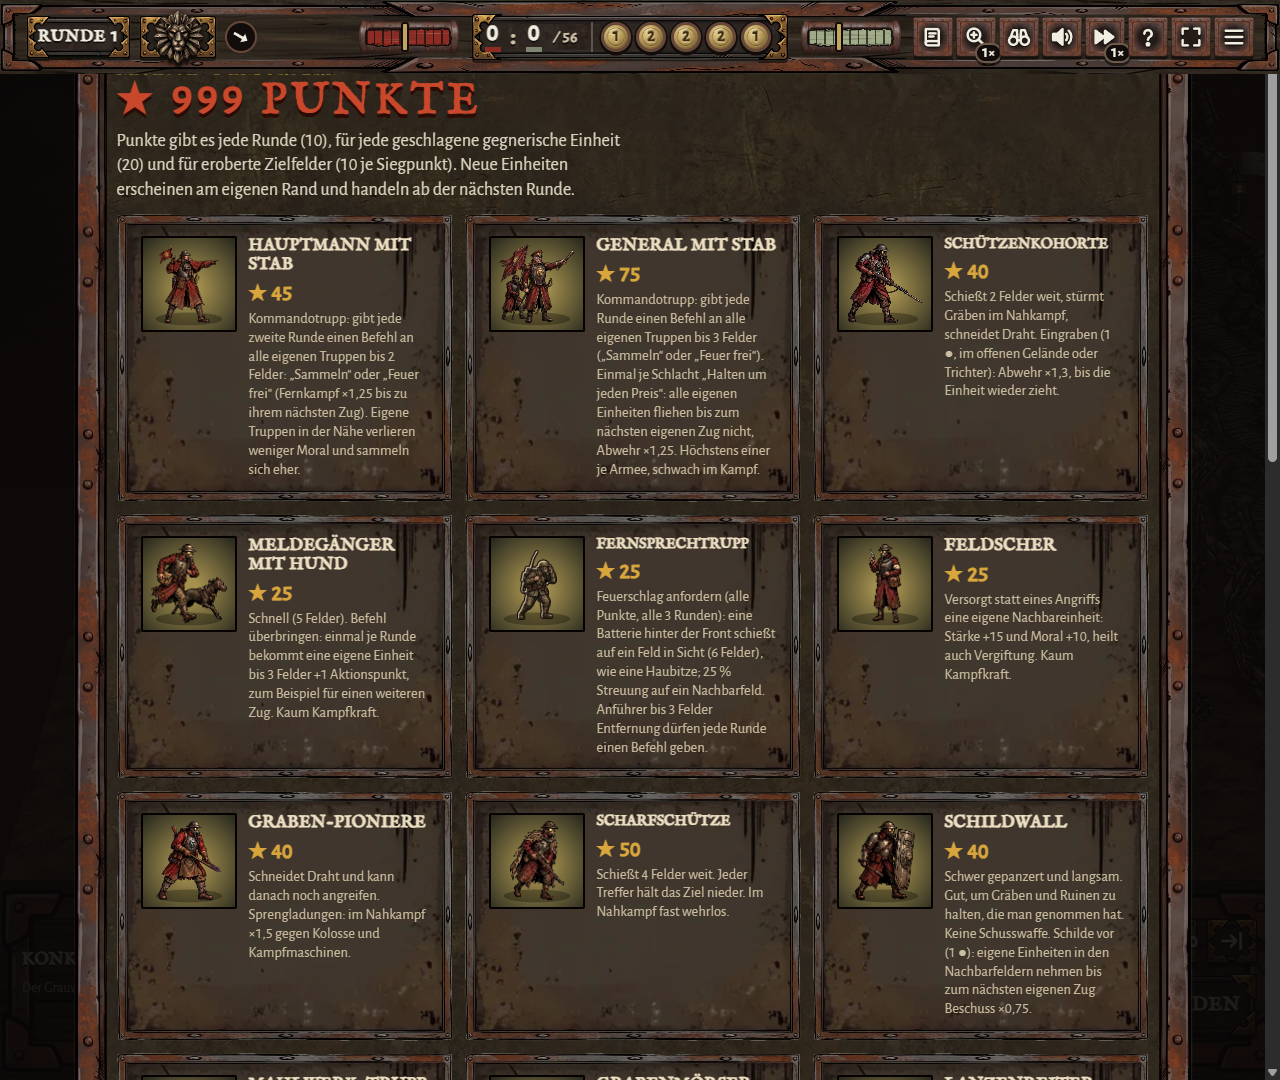 RUNDE 1
0 : 0 /56
1 2 2 2 1
1×
1×
?
★ 999 PUNKTE
Punkte gibt es jede Runde (10), für jede geschlagene gegnerische Einheit
(20) und für eroberte Zielfelder (10 je Siegpunkt). Neue Einheiten
erscheinen am eigenen Rand und handeln ab der nächsten Runde.
HAUPTMANN MIT
STAB
★ 45
Kommandotrupp: gibt jede
zweite Runde einen Befehl an
alle eigenen Truppen bis 2
Felder: „Sammeln“ oder „Feuer
frei“ (Fernkampf ×1,25 bis zu
ihrem nächsten Zug). Eigene
Truppen in der Nähe verlieren
weniger Moral und sammeln
sich eher.
GENERAL MIT STAB
★ 75
Kommandotrupp: gibt jede
Runde einen Befehl an alle
eigenen Truppen bis 3 Felder
(„Sammeln“ oder „Feuer frei“).
Einmal je Schlacht „Halten um
jeden Preis“: alle eigenen
Einheiten fliehen bis zum
nächsten eigenen Zug nicht,
Abwehr ×1,25. Höchstens einer
je Armee, schwach im Kampf.
SCHÜTZENKOHORTE
★ 40
Schießt 2 Felder weit, stürmt
Gräben im Nahkampf,
schneidet Draht. Eingraben (1
●, im offenen Gelände oder
Trichter): Abwehr ×1,3, bis die
Einheit wieder zieht.
MELDEGÄNGER
MIT HUND
★ 25
Schnell (5 Felder). Befehl
überbringen: einmal je Runde
bekommt eine eigene Einheit
bis 3 Felder +1 Aktionspunkt,
zum Beispiel für einen weiteren
Zug. Kaum Kampfkraft.
FERNSPRECHTRUPP
★ 25
Feuerschlag anfordern (alle
Punkte, alle 3 Runden): eine
Batterie hinter der Front schießt
auf ein Feld in Sicht (6 Felder),
wie eine Haubitze; 25 %
Streuung auf ein Nachbarfeld.
Anführer bis 3 Felder
Entfernung dürfen jede Runde
einen Befehl geben.
FELDSCHER
★ 25
Versorgt statt eines Angriffs
eine eigene Nachbareinheit:
Stärke +15 und Moral +10, heilt
auch Vergiftung. Kaum
Kampfkraft.
GRABEN-PIONIERE
★ 40
Schneidet Draht und kann
danach noch angreifen.
Sprengladungen: im Nahkampf
×1,5 gegen Kolosse und
Kampfmaschinen.
SCHARFSCHÜTZE
★ 50
Schießt 4 Felder weit. Jeder
Treffer hält das Ziel nieder. Im
Nahkampf fast wehrlos.
SCHILDWALL
★ 40
Schwer gepanzert und langsam.
Gut, um Gräben und Ruinen zu
halten, die man genommen hat.
Keine Schusswaffe. Schilde vor
(1 ●): eigene Einheiten in den
Nachbarfeldern nehmen bis
zum nächsten eigenen Zug
Beschuss ×0,75.
KONK
Der Grauv
DEN